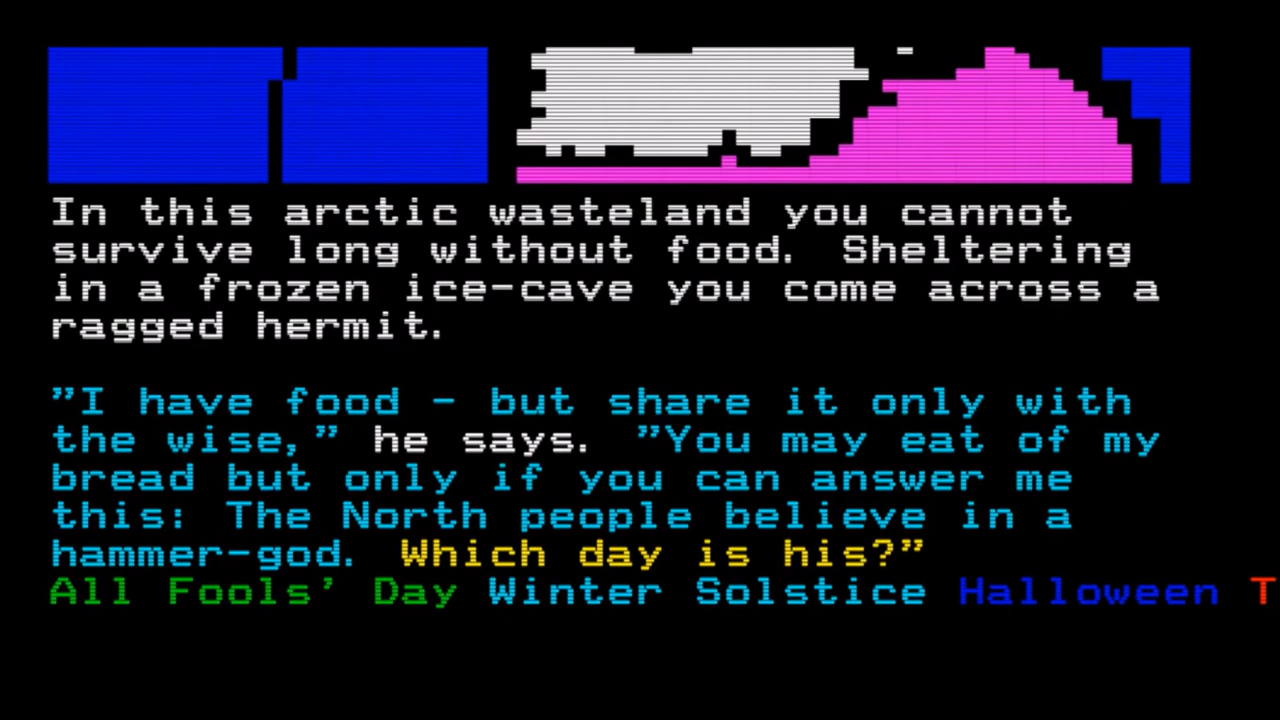 In this arctic wasteland you cannot
survive long without food. Sheltering
in a frozen ice-cave you come across a
ragged hermit.
”I have food - but share it only with
the wise,” he says. ”You may eat of my
bread but only if you can answer me
this: The North people believe in a
hammer-god. Which day is his?”
All Fools’ Day Winter Solstice Halloween T